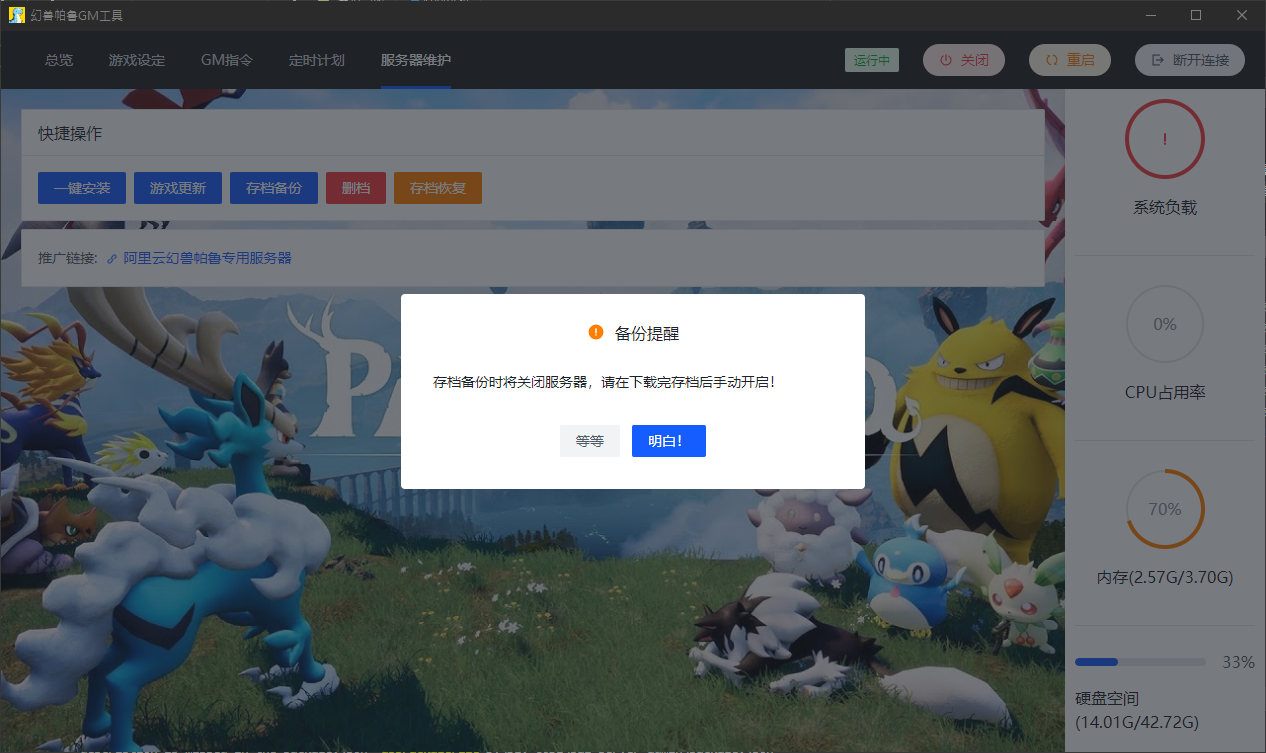 幻兽帕鲁GM工具
总览 游戏设定 GM指令 定时计划 服务器维护 运行中 关闭 重启 断开连接
快捷操作
一键安装 游戏更新 存档备份 删档 存档恢复
推广链接: 阿里云幻兽帕鲁专用服务器
备份提醒
存档备份时将关闭服务器，请在下载完存档后手动开启！
等等 明白！
!
系统负载
0%
CPU占用率
70%
内存(2.57G/3.70G)
33%
硬盘空间
(14.01G/42.72G)